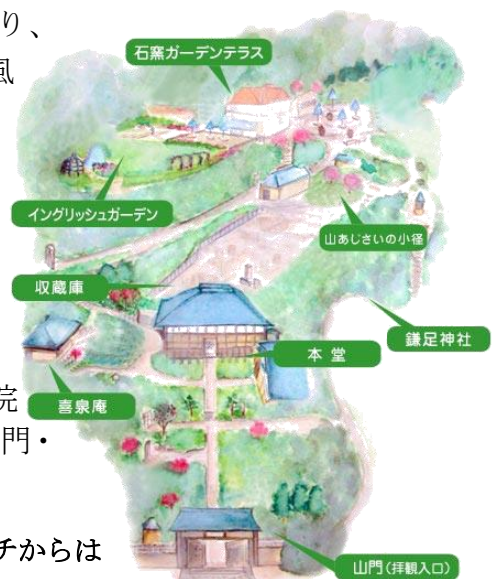 り、
風
石窯ガーデンテラス
イングリッシュガーデン
山あじさいの小径
収蔵庫
鎌足神社
本堂
喜泉庵
院
門・
チからは
山門(拝観入口)